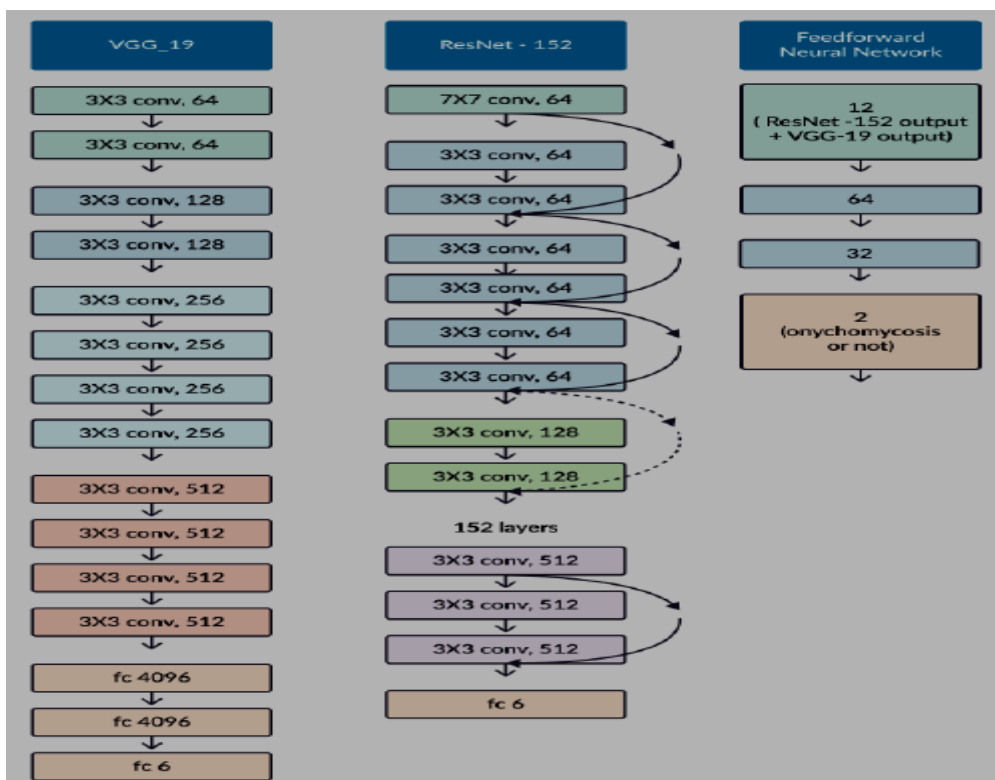 VGG_19
3X3 conv, 64
3X3 conv, 64
3X3 conv, 128
3X3 conv, 128
3X3 conv, 256
3X3 conv, 256
3X3 conv, 256
3X3 conv, 256
3X3 conv, 512
3X3 conv, 512
3X3 conv, 512
3X3 conv, 512
fc 4096
fc 4096
fc 6
ResNet - 152
7X7 conv, 64
3X3 conv, 64
3X3 conv, 64
3X3 conv, 64
3X3 conv, 64
3X3 conv, 64
3X3 conv, 64
3X3 conv, 128
3X3 conv, 128
152 layers
3X3 conv, 512
3X3 conv, 512
3X3 conv, 512
fc 6
Feedforward
Neural Network
12
( ResNet -152 output
+ VGG-19 output)
64
32
2
(onychomycosis
or not)